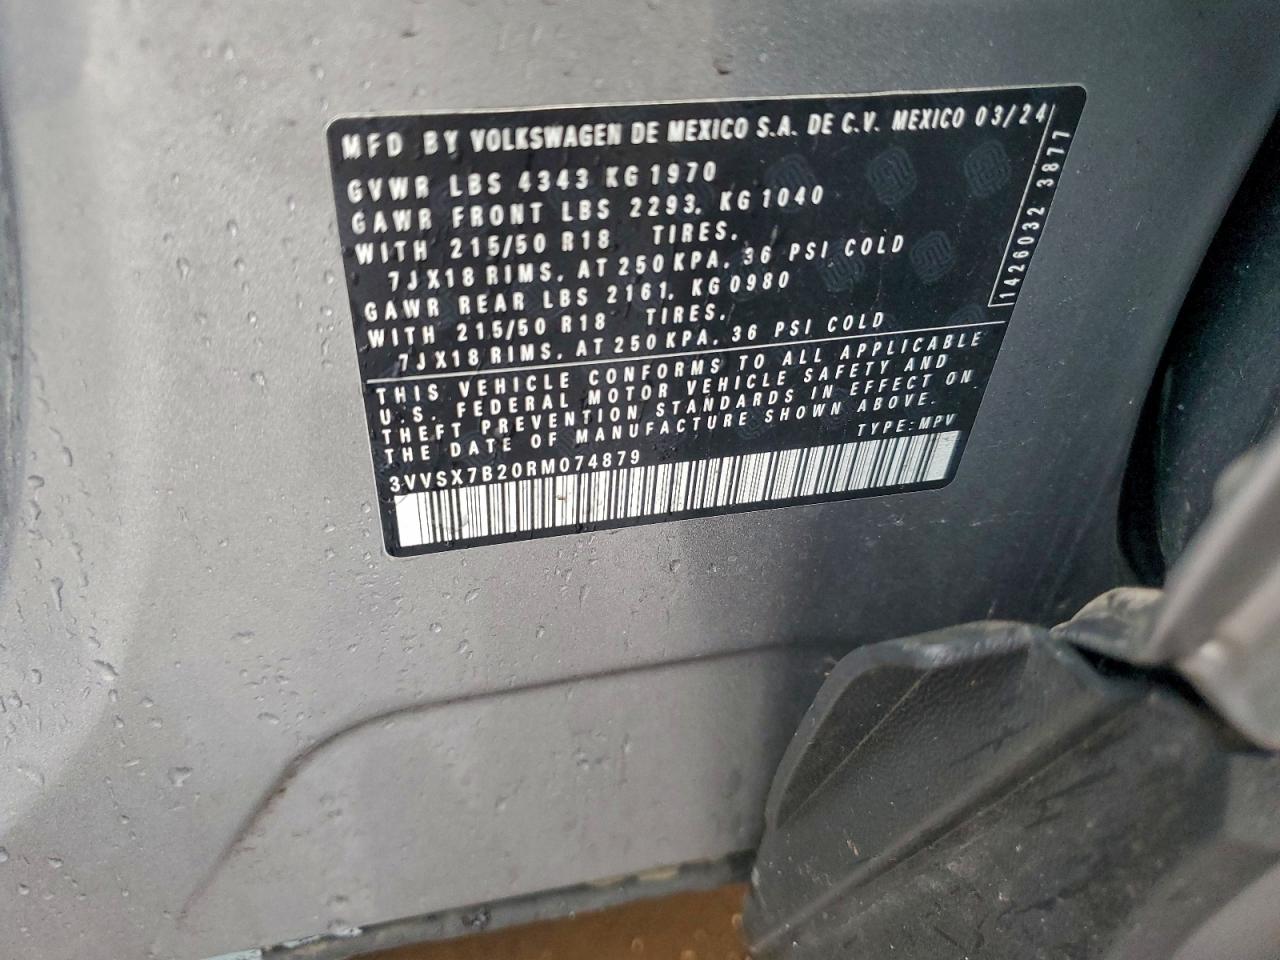 MFD BY VOLKSWAGEN DE MEXICO S.A. DE C.V. MEXICO 03/24
GVWR LBS 4343 KG 1970
GAWR FRONT LBS 2293, KG 1040
WITH 215/50 R18 TIRES,
7JX18 RIMS, AT 250 KPA, 36 PSI COLD
GAWR REAR LBS 2161, KG 0980
WITH 215/50 R18 TIRES,
7JX18 RIMS, AT 250 KPA, 36 PSI COLD
THIS VEHICLE CONFORMS TO ALL APPLICABLE
U.S. FEDERAL MOTOR VEHICLE SAFETY AND
THEFT PREVENTION STANDARDS IN EFFECT ON
THE DATE OF MANUFACTURE SHOWN ABOVE.
TYPE: MPV
3VVSX7B20RM074879
1426032 3877